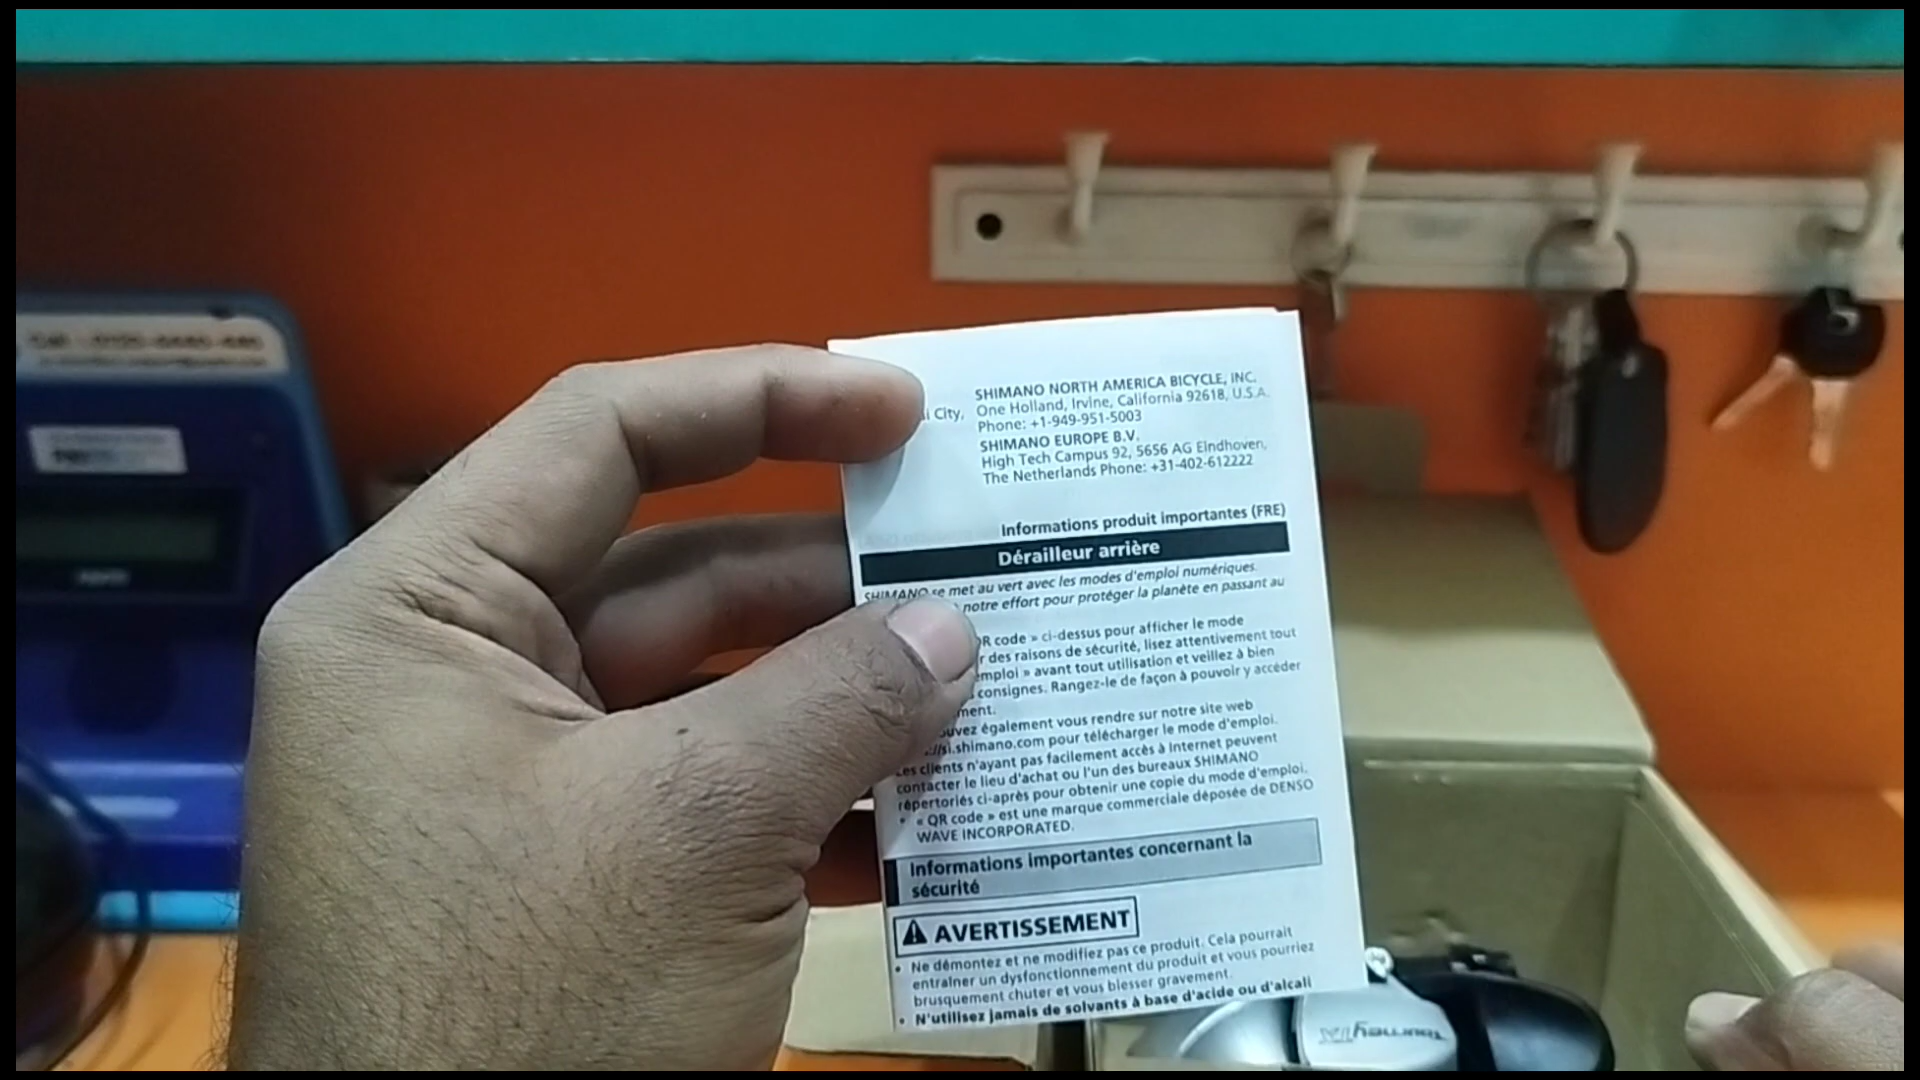 Call : 0120-4440-440
SHIMANO NORTH AMERICA BICYCLE, INC.
One Holland, Irvine, California 92618, U.S.A.
Phone: +1-949-951-5003
i City,
SHIMANO EUROPE B.V.
High Tech Campus 92, 5656 AG Eindhoven,
The Netherlands Phone: +31-402-612222
Informations produit importantes (FRE)
Dérailleur arrière
SHIMANO se met au vert avec les modes d'emploi numériques.
notre effort pour protéger la planète en passant au
QR code » ci-dessus pour afficher le mode
r des raisons de sécurité, lisez attentivement tout
emploi » avant tout utilisation et veillez à bien
consignes. Rangez-le de façon à pouvoir y accéder
ment.
ouvez également vous rendre sur notre site web
://si.shimano.com pour télécharger le mode d'emploi.
Les clients n'ayant pas facilement accès à Internet peuvent
contacter le lieu d'achat ou l'un des bureaux SHIMANO
répertoriés ci-après pour obtenir une copie du mode d'emploi.
• « QR code » est une marque commerciale déposée de DENSO
WAVE INCORPORATED.
Informations importantes concernant la
sécurité
AVERTISSEMENT
• Ne démontez et ne modifiez pas ce produit. Cela pourrait
entraîner un dysfonctionnement du produit et vous pourriez
brusquement chuter et vous blesser gravement.
• N'utilisez jamais de solvants à base d'acide ou d'alcali
Tourney TX